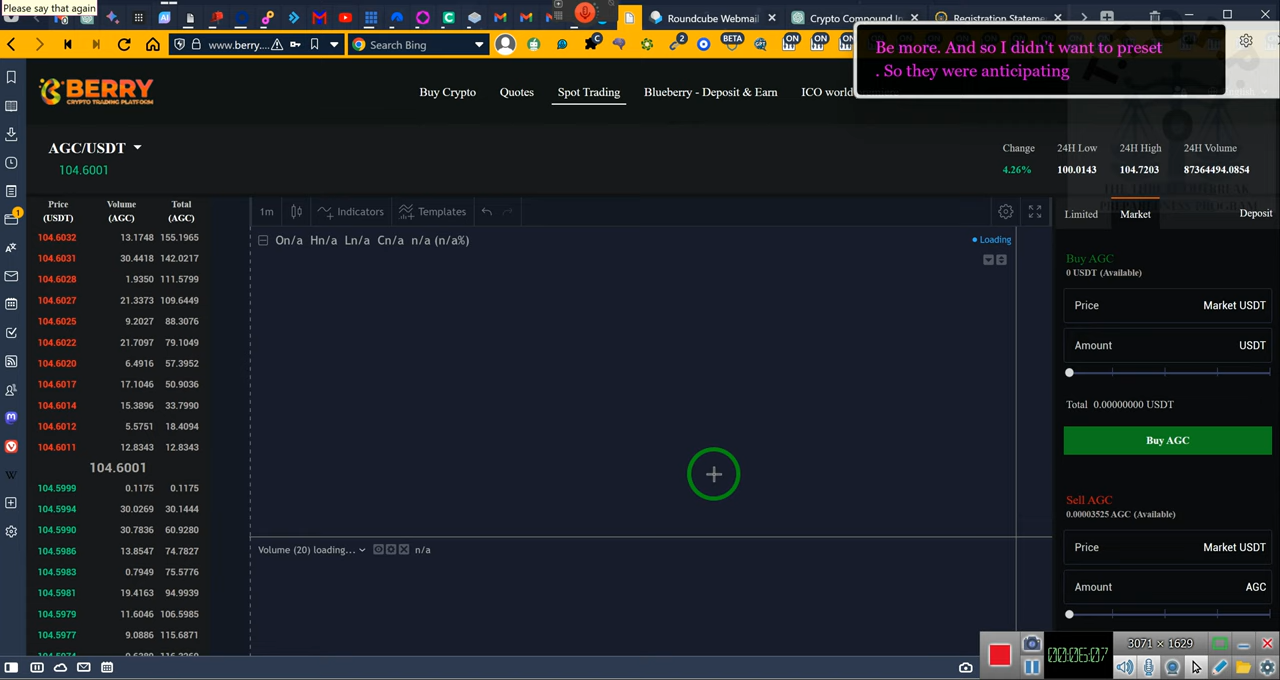 Please say that again
Roundcube Webmail
Crypto Compound In
Registration Stateme
www.berry.
Search Bing
BETA
ON ON ON ON
Be more. And so I didn't want to preset
. So they were anticipating
BERRY
CRYPTO TRADING PLATFORM
Buy Crypto Quotes Spot Trading Blueberry - Deposit & Earn ICO world
AGC/USDT
104.6001
Change 24H Low 24H High 24H Volume
4.26% 100.0143 104.7203 87364494.0854
Price Volume Total
(USDT) (AGC) (AGC)
104.6032 13.1748 155.1965
104.6031 30.4418 142.0217
104.6028 1.9350 111.5799
104.6027 21.3373 109.6449
104.6025 9.2027 88.3076
104.6022 21.7097 79.1049
104.6020 6.4916 57.3952
104.6017 17.1046 50.9036
104.6014 15.3896 33.7990
104.6012 5.5751 18.4094
104.6011 12.8343 12.8343
104.6001
104.5999 0.1175 0.1175
104.5994 30.0269 30.1444
104.5990 30.7836 60.9280
104.5986 13.8547 74.7827
104.5983 0.7949 75.5776
104.5981 19.4163 94.9939
104.5979 11.6046 106.5985
104.5977 9.0886 115.6871
1m Indicators Templates
On/a Hn/a Ln/a Cn/a n/a (n/a%)
Loading
Volume (20) loading... n/a
Limited Market Deposit
Buy AGC
0 USDT (Available)
Price Market USDT
Amount USDT
Total 0.00000000 USDT
Buy AGC
Sell AGC
0.00003525 AGC (Available)
Price Market USDT
Amount AGC
3071 × 1629
00:06:07